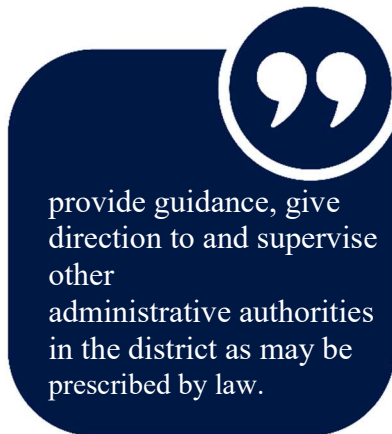 provide guidance, give
direction to and supervise
other
administrative authorities
in the district as may be
prescribed by law.